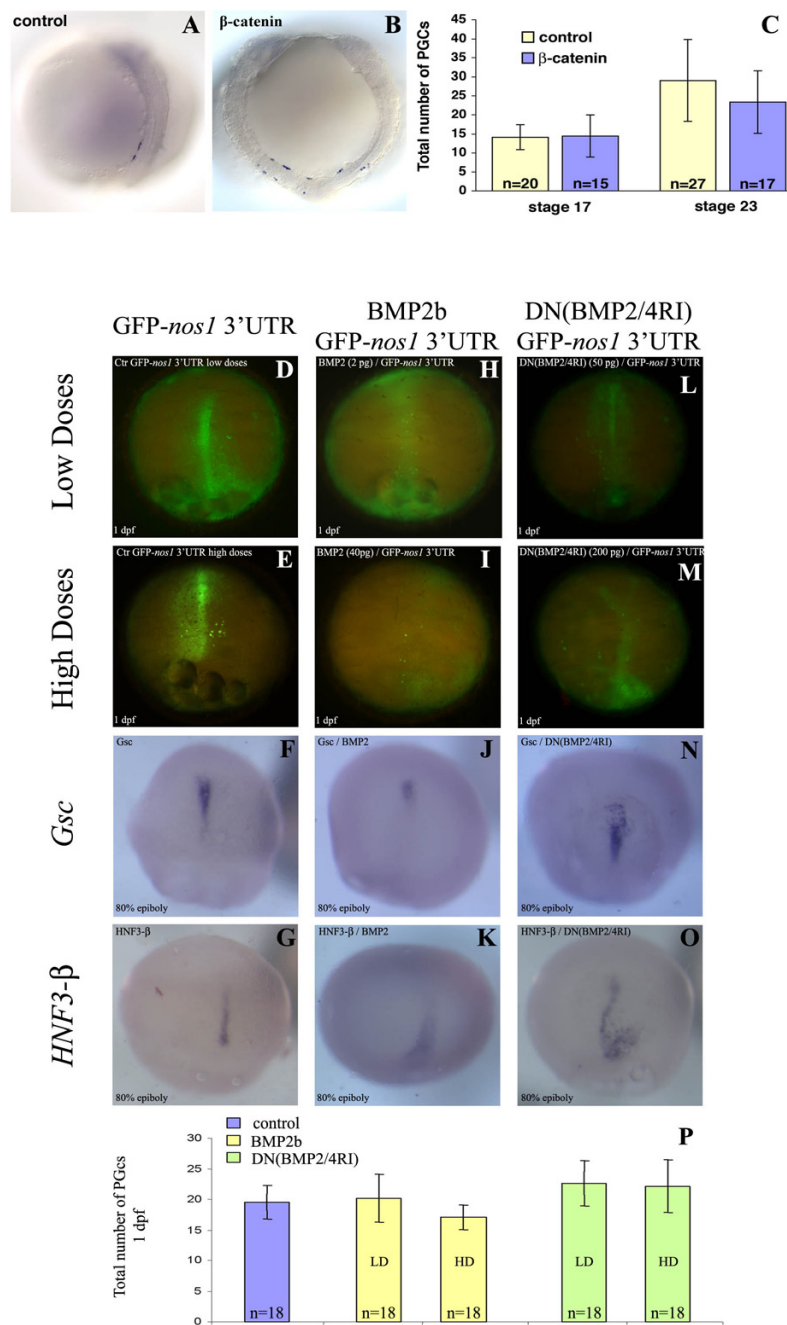 control
A
β-catenin
B
C
control
β-catenin
Total number of PGCs
45
40
35
30
25
20
15
10
5
0
n=20
n=15
n=27
n=17
stage 17
stage 23
GFP-nos1 3’UTR
BMP2b
GFP-nos1 3’UTR
DN(BMP2/4RI)
GFP-nos1 3’UTR
Low Doses
Ctr GFP-nos1 3’UTR low doses
D
1 dpf
BMP2 (2 pg) / GFP-nos1 3’UTR
H
1 dpf
DN(BMP2/4RI) (50 pg) / GFP-nos1 3’UTR
L
1 dpf
High Doses
Ctr GFP-nos1 3’UTR high doses
E
1 dpf
BMP2 (40pg) / GFP-nos1 3’UTR
I
1 dpf
DN(BMP2/4RI) (200 pg) / GFP-nos1 3’UTR
M
1 dpf
Gsc
Gsc
F
80% epiboly
Gsc / BMP2
J
80% epiboly
Gsc / DN(BMP2/4RI)
N
80% epiboly
HNF3-β
HNF3-β
G
80% epiboly
HNF3-β / BMP2
K
80% epiboly
HNF3-β / DN(BMP2/4RI)
O
80% epiboly
control
BMP2b
DN(BMP2/4RI)
P
Total number of PGcs
1 dpf
30
25
20
15
10
5
0
LD
HD
LD
HD
n=18
n=18
n=18
n=18
n=18